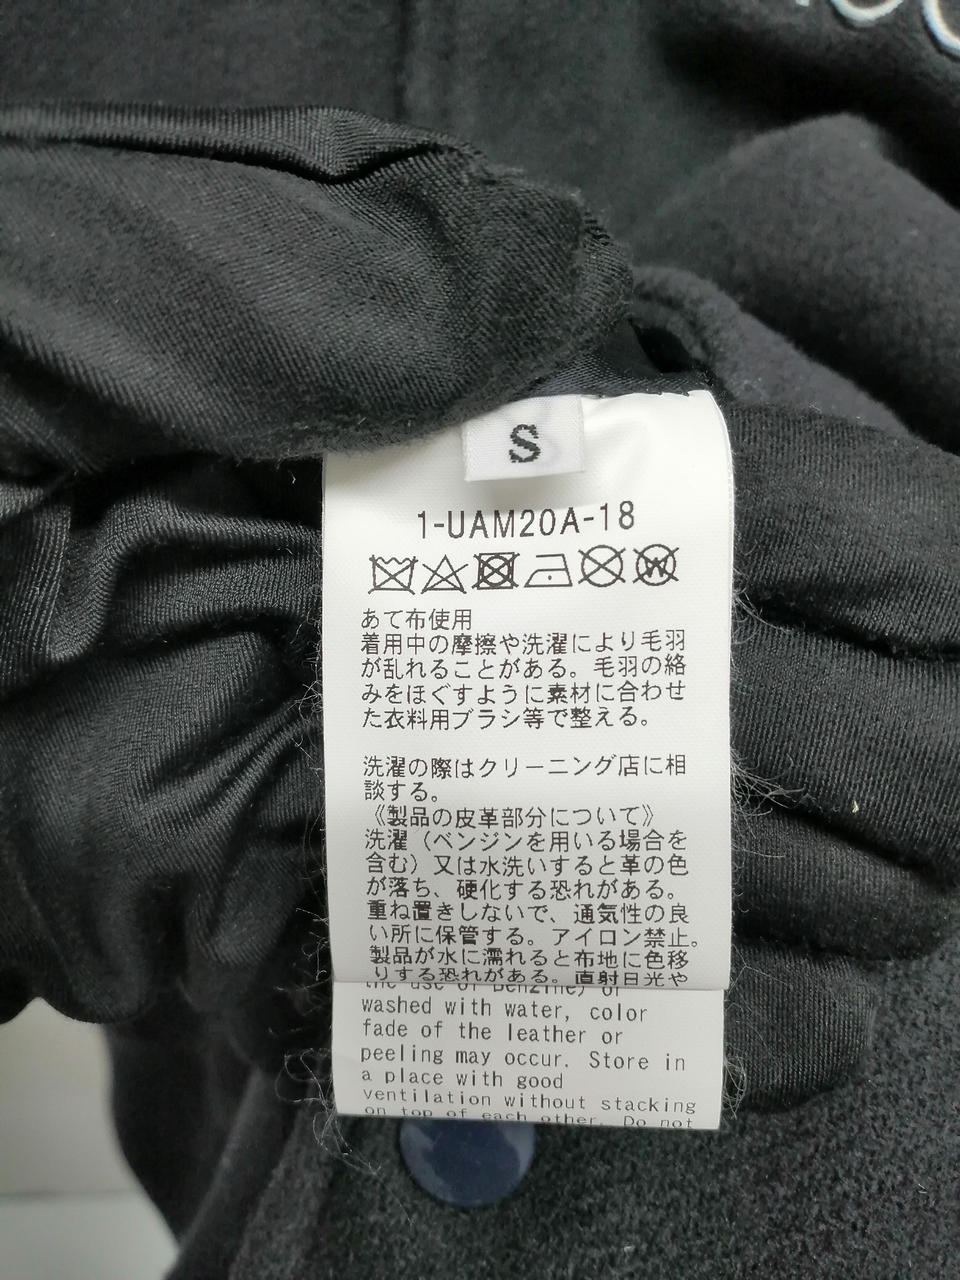 S
1-UAM20A-18
W
あて布使用
着用中の摩擦や洗濯により毛羽
が乱れることがある。毛羽の絡
みをほぐすように素材に合わせ
た衣料用ブラシ等で整える。
洗濯の際はクリーニング店に相
談する。
《製品の皮革部分について》
洗濯（ベンジンを用いる場合を
含む）又は水洗いすると革の色
が落ち、硬化する恐れがある。
重ね置きしないで、通気性の良
い所に保管する。アイロン禁止。
製品が水に濡れると布地に色移
りする恐れがある。直射日光や
the use of benzine) or
washed with water, color
fade of the leather or
peeling may occur. Store in
a place with good
ventilation without stacking
on top of each other. Do not